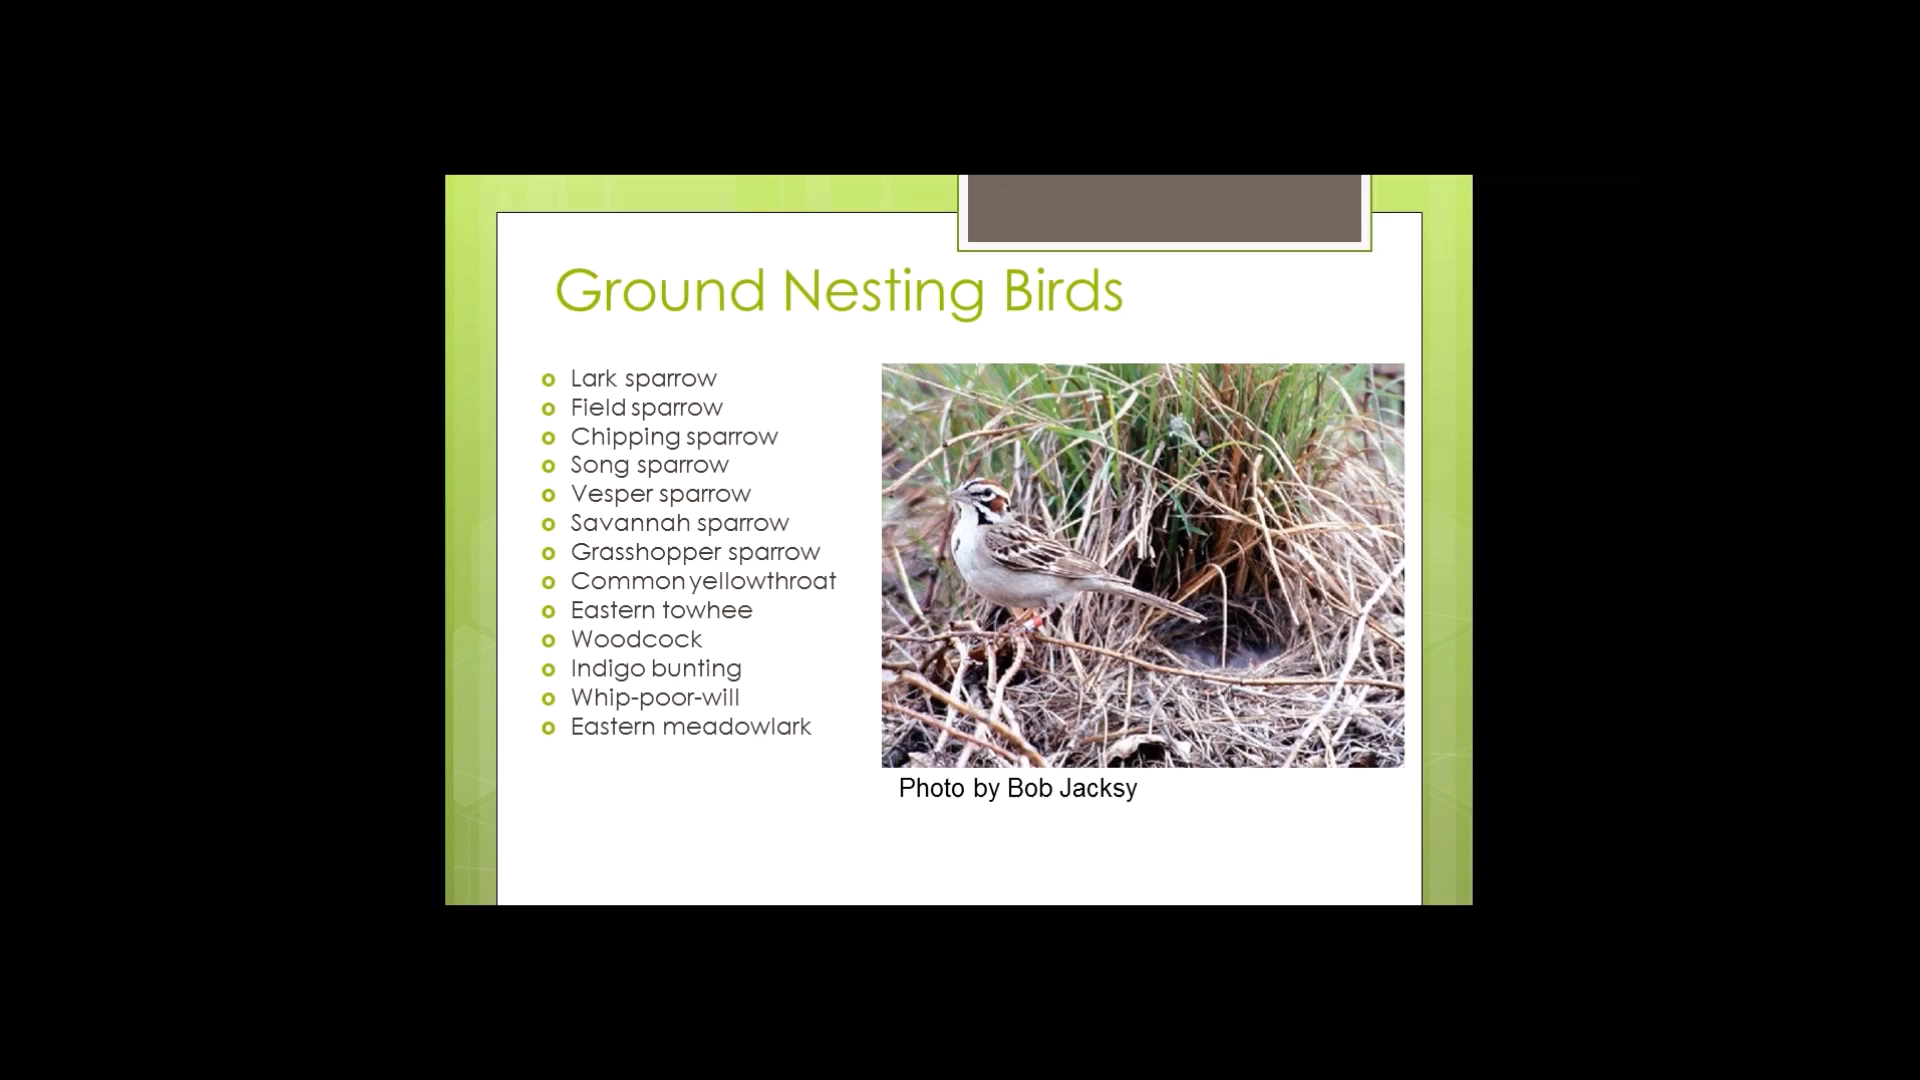 Ground Nesting Birds
Lark sparrow
Field sparrow
Chipping sparrow
Song sparrow
Vesper sparrow
Savannah sparrow
Grasshopper sparrow
Common yellowthroat
Eastern towhee
Woodcock
Indigo bunting
Whip-poor-will
Eastern meadowlark
Photo by Bob Jacksy